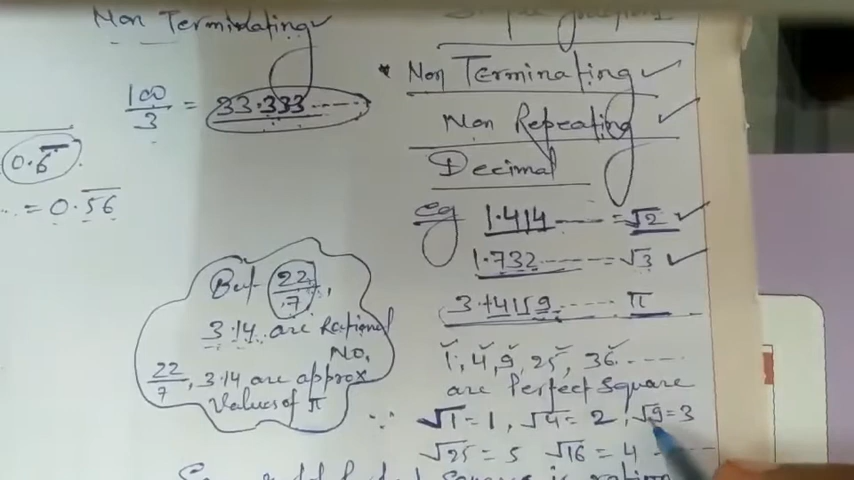 Non Terminating
100/3 = 33.333------
0.6̅
... = 0.5̅6̅
But 22/7,
3.14 are Rational
No.
22/7, 3.14 are approx
Values of π
Non Terminating
Non Repeating
Decimal
eg 1.414------ = √2
1.732------ = √3
3.14159------ π
1, 4, 9, 25, 36------
are Perfect Square
∵ √1 = 1, √4 = 2, √9 = 3
√25 = 5 √16 = 4 ------